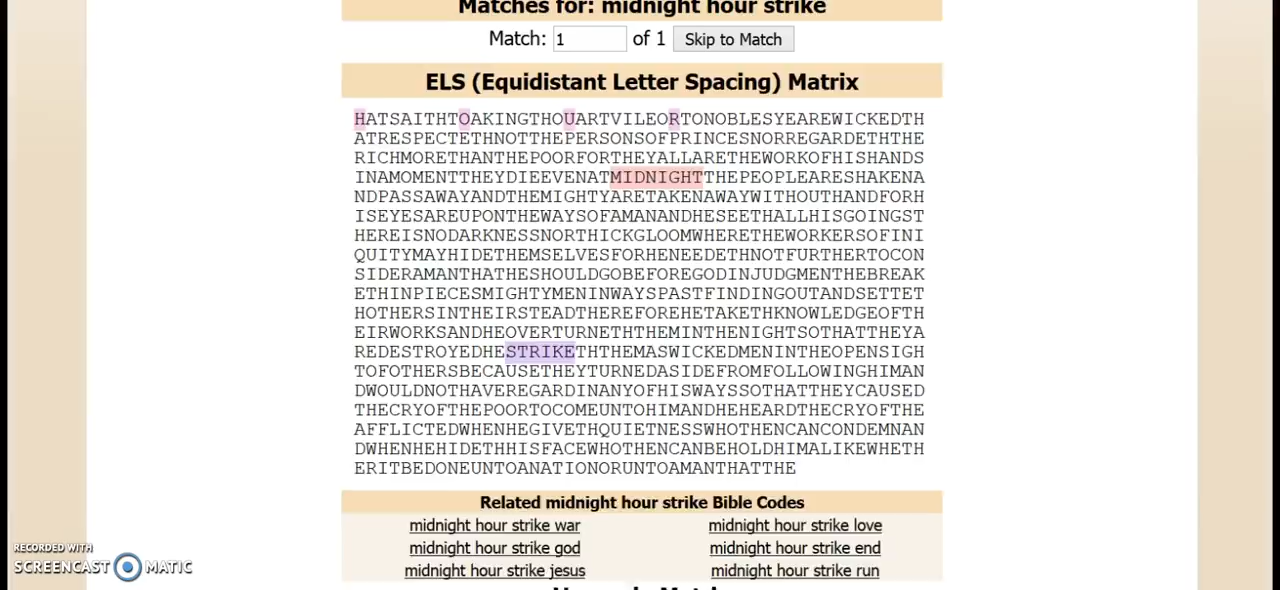 Matches for: midnight hour strike
Match: 1 of 1 Skip to Match
ELS (Equidistant Letter Spacing) Matrix
HATSAITHTOAKINGTHOUARTVILEORTONOBLESYEAREWICKEDTH
ATRESPECTETHNOTTHEPERSONSOFPRINCESNORREGARDETHTHE
RICHMORETHANTHEPOORFORTHEYALLARETHEWORKOFHISHANDS
INAMOMENTTHEYDIEEVENATMIDNIGHTTHEPEOPLEARESHAKENA
NDPASSAWAYANDTHEMIGHTYARETAKENAWAYWITHOUTHANDFORH
ISEYESAREUPONTHEWAYSOFAMANANDHESEETHALLHISGOINGST
HEREISNODARKNESSNORTHICKGLOOMWHERETHEWORKERSOFINI
QUITYMAYHIDETHEMSELVESFORHENEEDETHNOTFURTHERTOCON
SIDERAMANTHATHESHOULDGOBEFOREGODINJUDGMENTHEBREAK
ETHINPIECESMIGHTYMENINWAYSPASTFINDINGOUTANDSETTET
HOTHERSINTHEIRSTEADTHEREFOREHETAKETHKNOWLEDGEOFTH
EIRWORKSANDHEOVERTURNETHTHEMINTHENIGHTSOTHATTHEYA
REDESTROYEDHESTRIKETHTHEMASWICKEDMENINTHEOPENSIGH
TOFOTHERSBECAUSETHEYTURNEDASIDEFROMFOLLOWINGHIMAN
DWOULDNOTHAVEREGARDINANYOFHISWAYSSOTHATTHEYCAUSED
THECRYOFTHEPOORTOCOMEUNTOHIMANDHEHEARDTHECRYOFTHE
AFFLICTEDWHENHEGIVETHQUIETNESSWHOTHENCANCONDEMNAN
DWHENHEHIDETHHISFACEWHOTHENCANBEHOLDHIMALIKEWHETH
ERITBEDONEUNTOANATIONORUNTOAMANTHATTHE
Related midnight hour strike Bible Codes
midnight hour strike war midnight hour strike love
midnight hour strike god midnight hour strike end
midnight hour strike jesus midnight hour strike run
RECORDED WITH
SCREENCAST MATIC